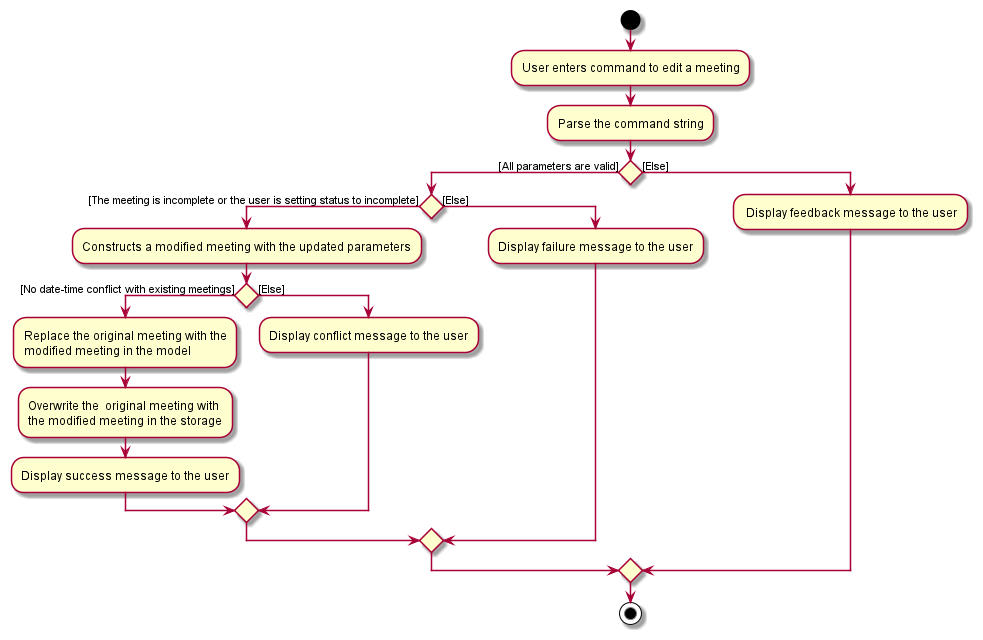 User enters command to edit a meeting
Parse the command string
[All parameters are valid]
[Else]
[The meeting is incomplete or the user is setting status to incomplete]
[Else]
Display feedback message to the user
Constructs a modified meeting with the updated parameters
Display failure message to the user
[No date-time conflict with existing meetings]
[Else]
Replace the original meeting with the
modified meeting in the model
Display conflict message to the user
Overwrite the  original meeting with
the modified meeting in the storage
Display success message to the user